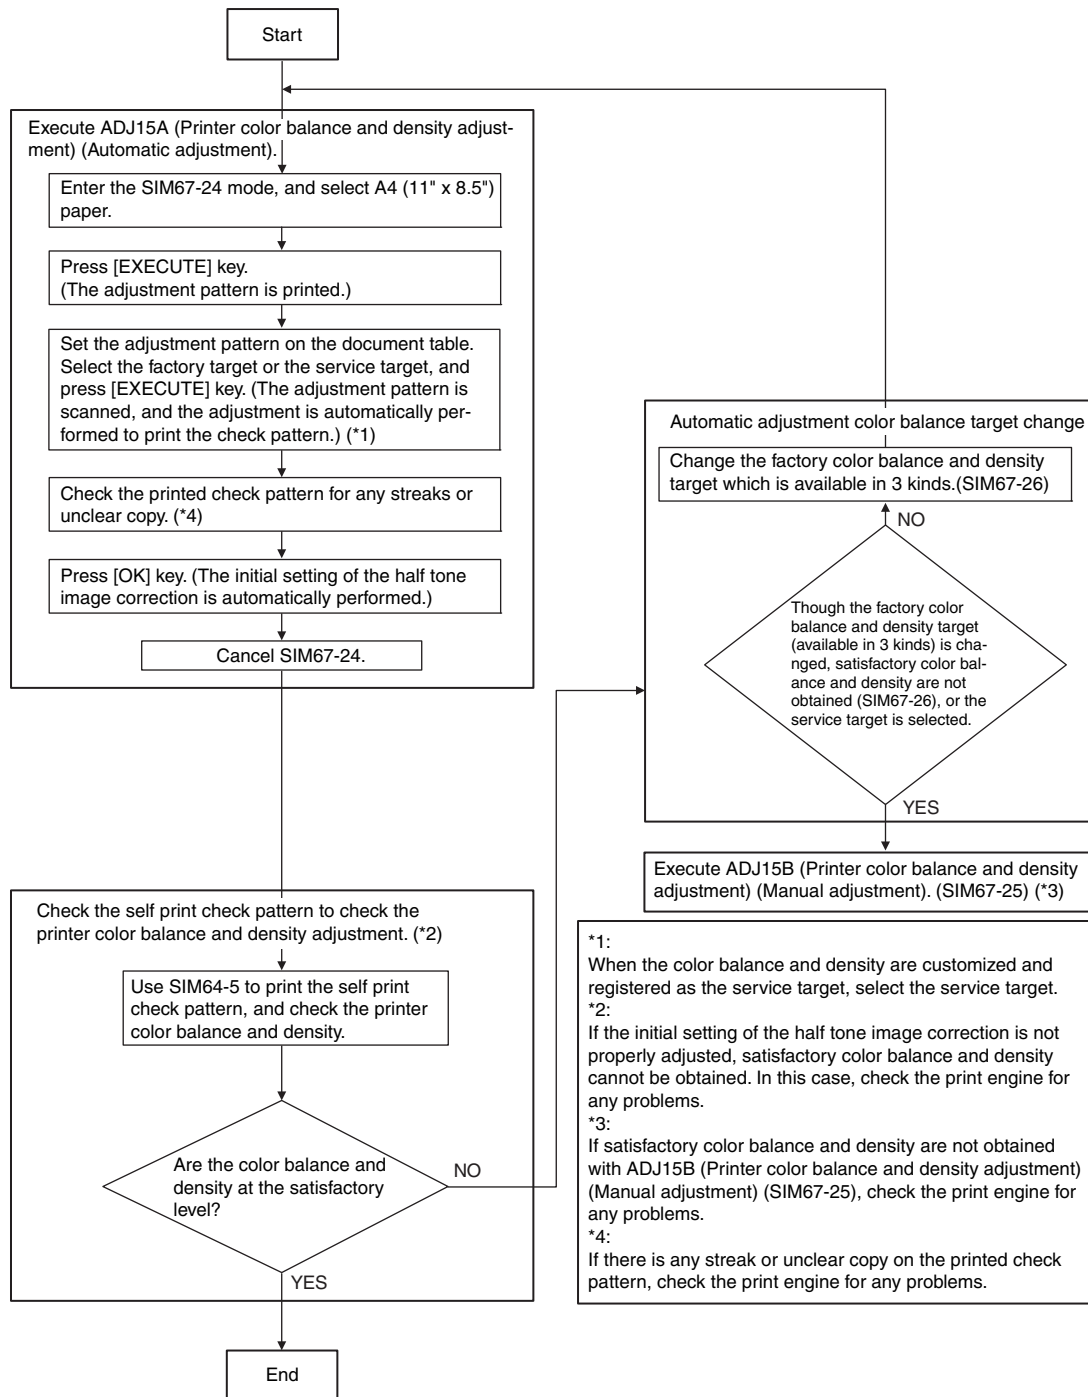 Start
Execute ADJ15A (Printer color balance and density adjust-
ment) (Automatic adjustment).
Enter the SIM67-24 mode, and select A4 (11" x 8.5")
paper.
Press [EXECUTE] key.
(The adjustment pattern is printed.)
Set the adjustment pattern on the document table.
Select the factory target or the service target, and
press [EXECUTE] key. (The adjustment pattern is
scanned, and the adjustment is automatically per-
formed to print the check pattern.) (*1)
Check the printed check pattern for any streaks or
unclear copy. (*4)
Press [OK] key. (The initial setting of the half tone
image correction is automatically performed.)
Cancel SIM67-24.
Check the self print check pattern to check the
printer color balance and density adjustment. (*2)
Use SIM64-5 to print the self print
check pattern, and check the printer
color balance and density.
Are the color balance and
density at the satisfactory
level?
NO
YES
End
Automatic adjustment color balance target change
Change the factory color balance and density
target which is available in 3 kinds.(SIM67-26)
NO
Though the factory color
balance and density target
(available in 3 kinds) is cha-
nged, satisfactory color bal-
ance and density are not
obtained (SIM67-26), or the
service target is selected.
YES
Execute ADJ15B (Printer color balance and density
adjustment) (Manual adjustment). (SIM67-25) (*3)
*1:
When the color balance and density are customized and
registered as the service target, select the service target.
*2:
If the initial setting of the half tone image correction is not
properly adjusted, satisfactory color balance and density
cannot be obtained. In this case, check the print engine for
any problems.
*3:
If satisfactory color balance and density are not obtained
with ADJ15B (Printer color balance and density adjustment)
(Manual adjustment) (SIM67-25), check the print engine for
any problems.
*4:
If there is any streak or unclear copy on the printed check
pattern, check the print engine for any problems.